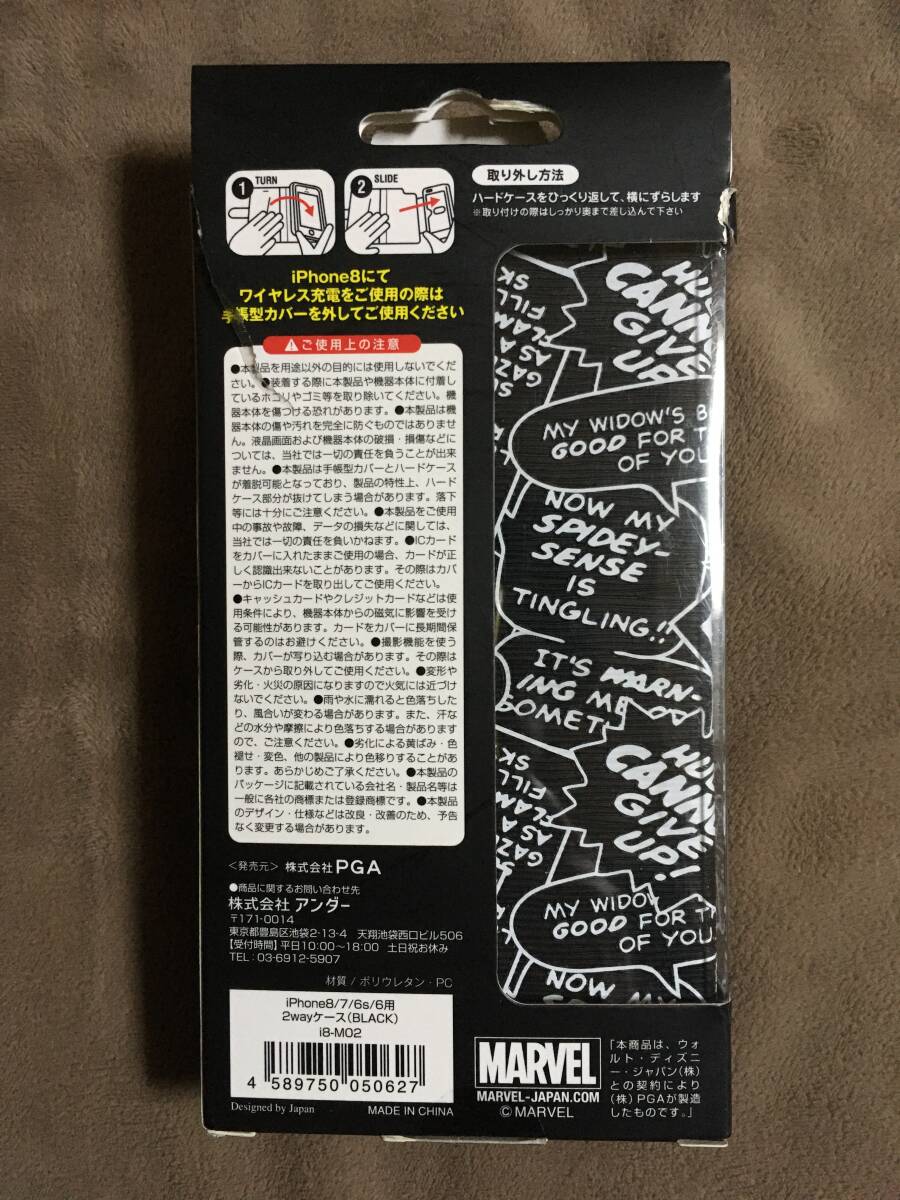 1 TURN
2 SLIDE
取り外し方法
ハードケースをひっくり返して、横にずらします
※取り付けの際はしっかり奥まで差し込んで下さい
iPhone8にて
ワイヤレス充電をご使用の際は
手帳型カバーを外してご使用ください
ご使用上の注意
●本製品を用途以外の目的には使用しないでくだ
さい。●装着する際に本製品や機器本体に付着し
ているホコリやゴミ等を取り除いてください。機
器本体を傷つける恐れがあります。●本製品は機
器本体の傷や汚れを完全に防ぐものではありませ
ん。液晶画面および機器本体の破損・損傷などに
ついては、当社では一切の責任を負うことが出来
ません。●本製品は手帳型カバーとハードケース
が着脱可能となっており、製品の特性上、ハード
ケース部分が抜けてしまう場合があります。落下
等には十分にご注意ください。●本製品をご使用
中の事故や故障、データの損失などに関しては、
当社では一切の責任を負いかねます。●ICカード
をカバーに入れたままご使用の場合、カードが正
しく認識出来ないことがあります。その際はカバ
ーからICカードを取り出してご使用ください。
●キャッシュカードやクレジットカードなどは使
用条件により、機器本体からの磁気に影響を受け
る可能性があります。カードをカバーに長期間保
管するのはお避けください。●撮影機能を使う
際、カバーが写り込む場合があります。その際は
ケースから取り外してご使用ください。●変形や
劣化・火災の原因になりますので火気には近づけ
ないでください。●雨や水に濡れると色落ちした
り、風合いが変わる場合があります。また、汗な
どの水分や摩擦により色落ちする場合があります
ので、ご注意ください。●劣化による黄ばみ・色
褪せ・変色、他の製品により色移りすることがあ
ります。あらかじめご了承ください。●本製品の
パッケージに記載されている会社名・製品名等は
一般に各社の商標または登録商標です。●本製品
のデザイン・仕様などは改良・改善のため、予告
なく変更する場合があります。
<発売元> 株式会社PGA
●商品に関するお問い合わせ先
株式会社 アンダー
〒171-0014
東京都豊島区池袋2-13-4 天翔池袋西口ビル506
【受付時間】平日10:00〜18:00 土日祝お休み
TEL:03-6912-5907
材質/ポリウレタン・PC
iPhone8/7/6s/6用
2wayケース(BLACK)
i8-M02
4 589750 050627
Designed by Japan
MADE IN CHINA
CANN
GIVE
UP!
SK
FILL
FLAM
AS A
GAZ
MY WIDOW'S B
GOOD FOR T
OF YOU
NOW MY
SPIDEY-
SENSE
IS
TINGLING!!
IT'S WARN-
ING ME
SOMET
SK
FILL
FLAM
AS A
GAZ
CANN
GIVE
UP!
MY WIDOW
GOOD FOR T
OF YOU
NOW M
MARVEL
MARVEL-JAPAN.COM
©MARVEL
「本商品は、ウォ
ルト・ディズニ
ー・ジャパン(株)
との契約により
(株)PGAが製造
したものです。」